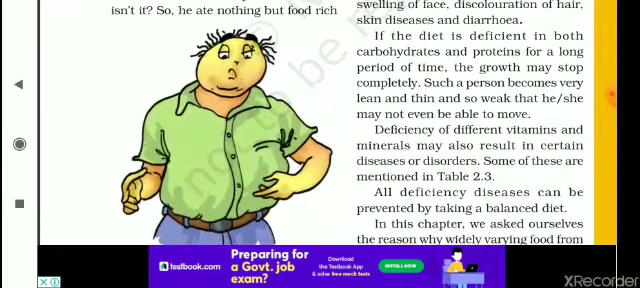 isn't it? So, he ate nothing but food rich
swelling of face, discolouration of hair,
skin diseases and diarrhoea.
If the diet is deficient in both
carbohydrates and proteins for a long
period of time, the growth may stop
completely. Such a person becomes very
lean and thin and so weak that he/she
may not even be able to move.
Deficiency of different vitamins and
minerals may also result in certain
diseases or disorders. Some of these are
mentioned in Table 2.3.
All deficiency diseases can be
prevented by taking a balanced diet.
In this chapter, we asked ourselves
the reason why widely varying food from
testbook.com
Preparing for
a Govt. job
exam?
Download
the Testbook App
& solve free mock tests
INSTALL NOW
XRecorder